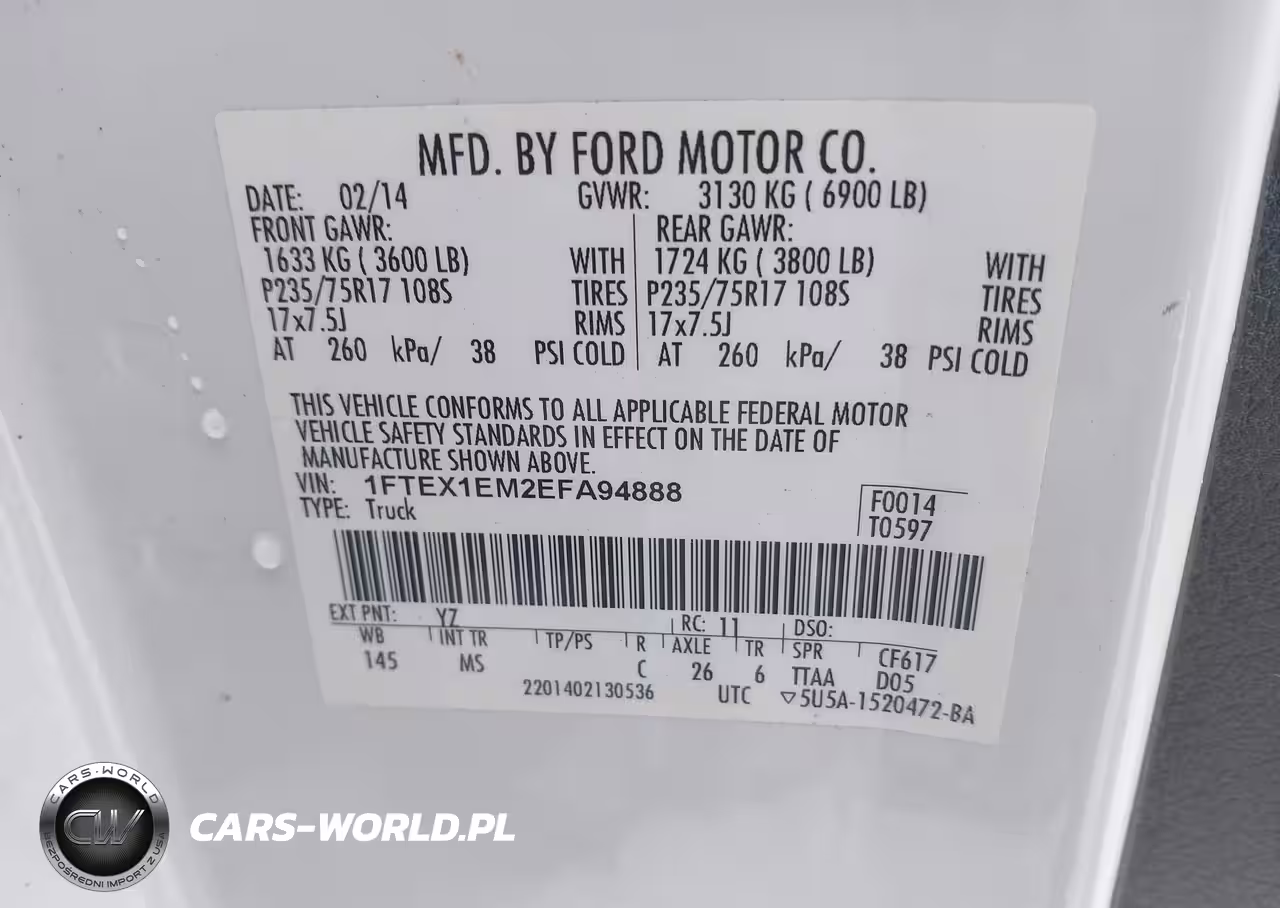 MFD. BY FORD MOTOR CO.
DATE: 02/14 GVWR: 3130 KG ( 6900 LB)
FRONT GAWR: REAR GAWR:
1633 KG ( 3600 LB) WITH 1724 KG ( 3800 LB) WITH
P235/75R17 108S TIRES P235/75R17 108S TIRES
17x7.5J RIMS 17x7.5J RIMS
AT 260 kPa/ 38 PSI COLD AT 260 kPa/ 38 PSI COLD
THIS VEHICLE CONFORMS TO ALL APPLICABLE FEDERAL MOTOR
VEHICLE SAFETY STANDARDS IN EFFECT ON THE DATE OF
MANUFACTURE SHOWN ABOVE.
VIN: 1FTEX1EM2EFA94888 F0014
TYPE: Truck T0597
EXT PNT: YZ RC: 11 DSO:
WB INT TR TP/PS R AXLE TR SPR CF617
145 MS C 26 6 TTAA D05
2201402130536 UTC ▽5U5A-1520472-BA
CARS-WORLD
CW
BEZPOŚREDNI IMPORT Z USA
CARS-WORLD.PL